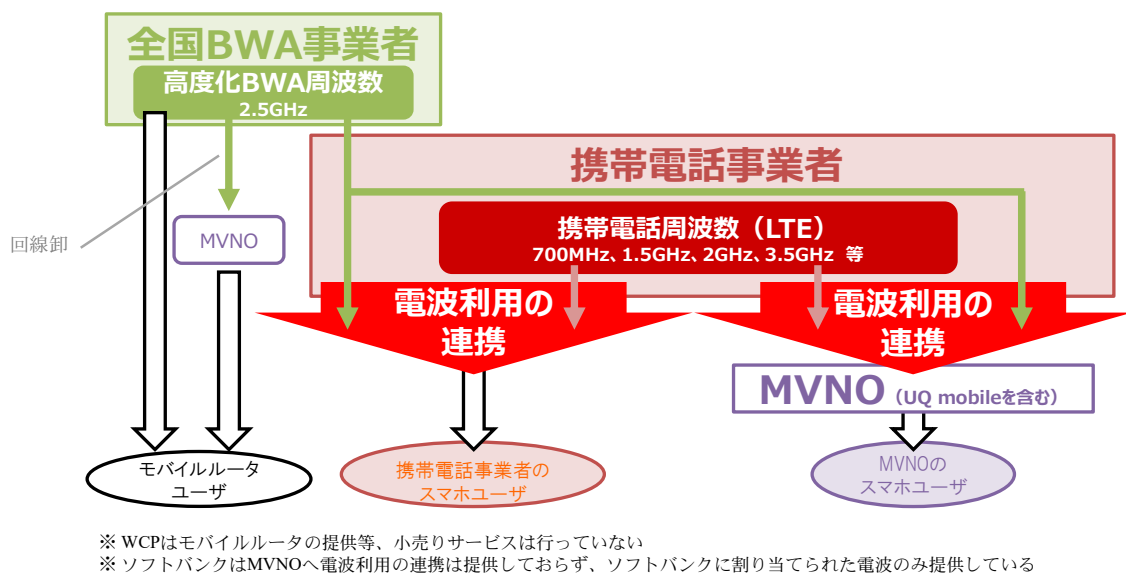 全国BWA事業者
高度化BWA周波数
2.5GHz
携帯電話事業者
携帯電話周波数（LTE）
700MHz、1.5GHz、2GHz、3.5GHz 等
回線卸
MVNO
電波利用の
連携
電波利用の
連携
MVNO（UQ mobileを含む）
モバイルルータ
ユーザ
携帯電話事業者の
スマホユーザ
MVNOの
スマホユーザ
※ WCPはモバイルルータの提供等、小売りサービスは行っていない
※ ソフトバンクはMVNOへ電波利用の連携は提供しておらず、ソフトバンクに割り当てられた電波のみ提供している